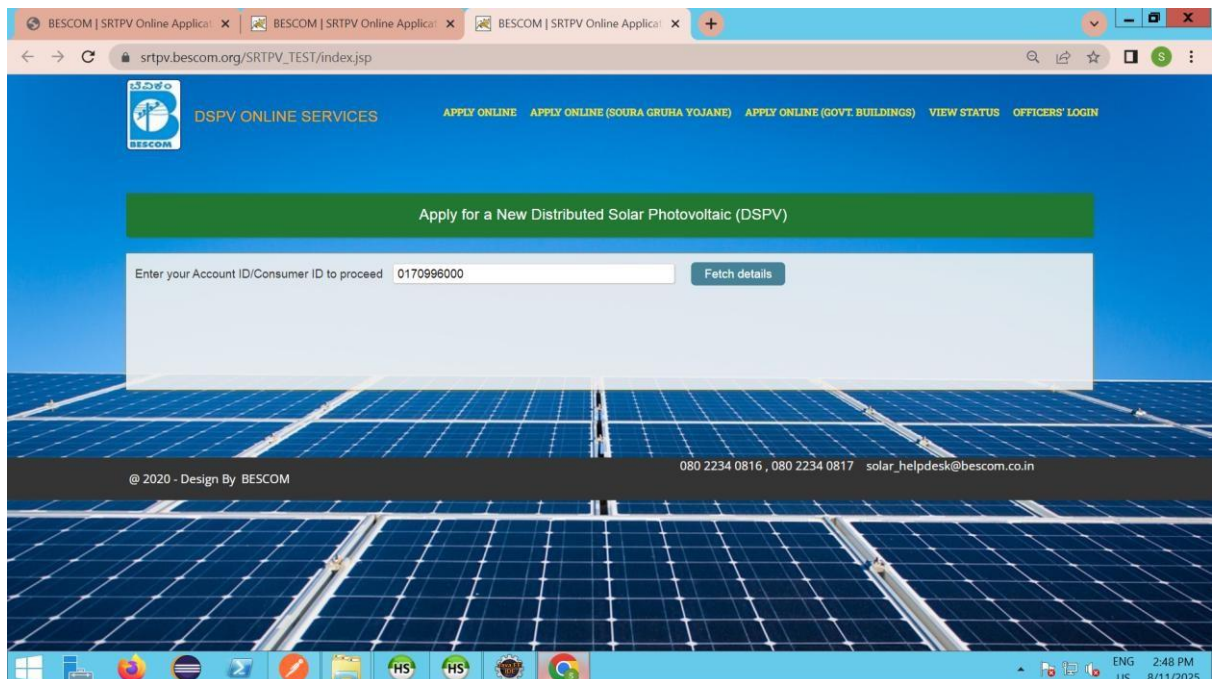 BESCOM | SRTPV Online Applicat
BESCOM | SRTPV Online Applicat
BESCOM | SRTPV Online Applicat
srtpv.bescom.org/SRTPV_TEST/index.jsp
S
ಬೆವಿಕಂ
BESCOM
DSPV ONLINE SERVICES
APPLY ONLINE APPLY ONLINE (SOURA GRUHA YOJANE) APPLY ONLINE (GOVT. BUILDINGS) VIEW STATUS OFFICERS' LOGIN
Apply for a New Distributed Solar Photovoltaic (DSPV)
Enter your Account ID/Consumer ID to proceed 0170996000 Fetch details
080 2234 0816 , 080 2234 0817 solar_helpdesk@bescom.co.in
@ 2020 - Design By BESCOM
HS HS
ENG 2:48 PM
US 8/11/2025